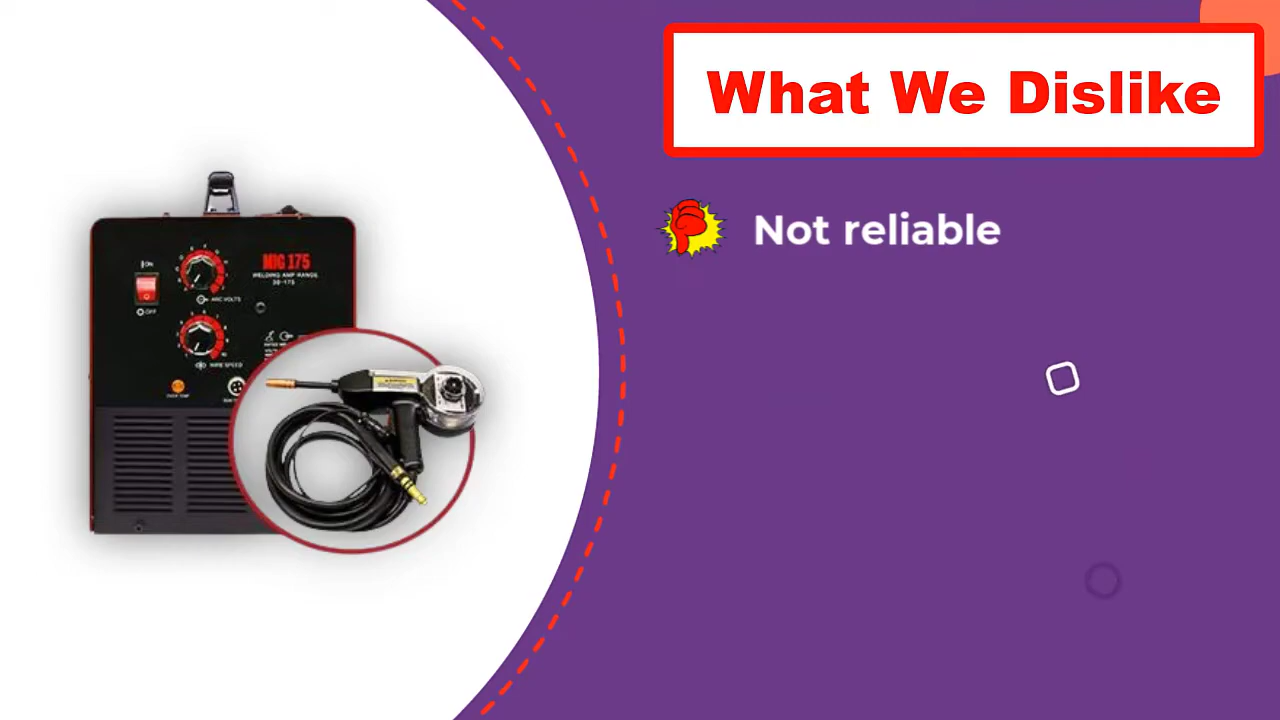 What We Dislike
Not reliable
MIG 175
WELDING AMP RANGE
30-175
ON
ARC VOLTS
OFF
WIRE SPEED